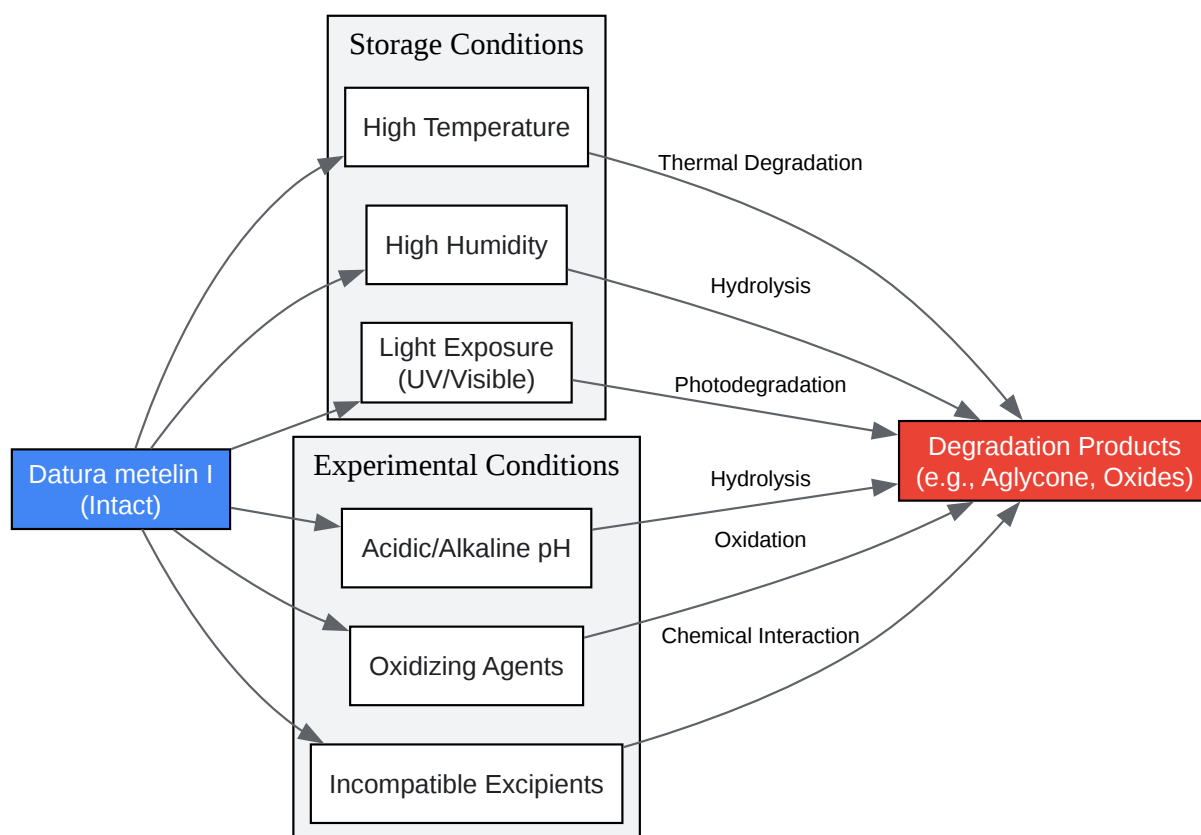 Storage Conditions
High Temperature
Thermal Degradation
High Humidity
Hydrolysis
Light Exposure
(UV/Visible)
Photodegradation
Datura metelin I
(Intact)
Degradation Products
(e.g., Aglycone, Oxides)
Experimental Conditions
Hydrolysis
Acidic/Alkaline pH
Oxidation
Oxidizing Agents
Chemical Interaction
Incompatible Excipients